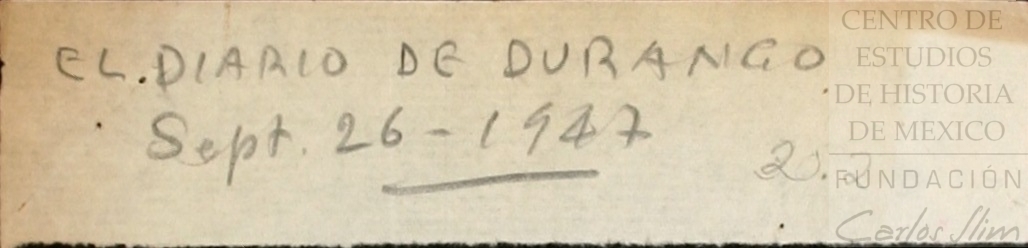 EL.DIARIO DE DURANGO
Sept. 26-1947
CENTRO DE
ESTUDIOS
DE HISTORIA
DE MEXICO
FUNDACIÓN
Carlos Slim